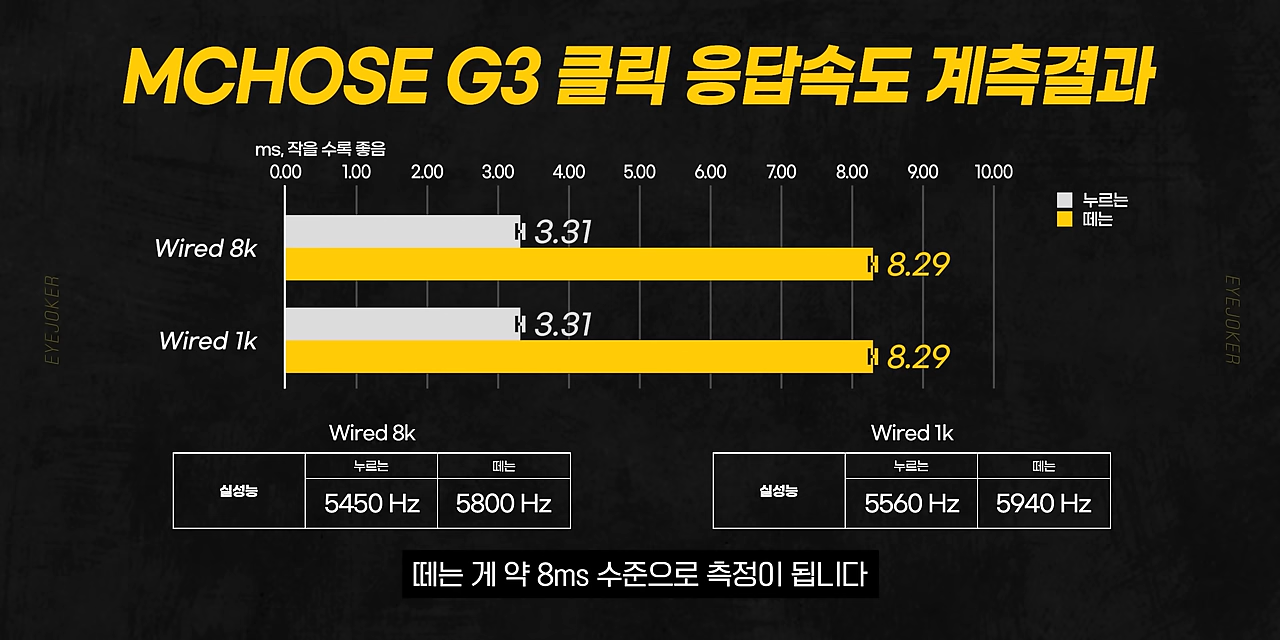 MCHOSE G3 클릭 응답속도 계측결과
ms, 작을 수록 좋음
0.00 1.00 2.00 3.00 4.00 5.00 6.00 7.00 8.00 9.00 10.00
누르는
떼는
Wired 8k
3.31
8.29
Wired 1k
3.31
8.29
EYEJOKER
EYEJOKER
Wired 8k
누르는 떼는
실성능
5450 Hz 5800 Hz
Wired 1k
누르는 떼는
실성능
5560 Hz 5940 Hz
떼는 게 약 8ms 수준으로 측정이 됩니다